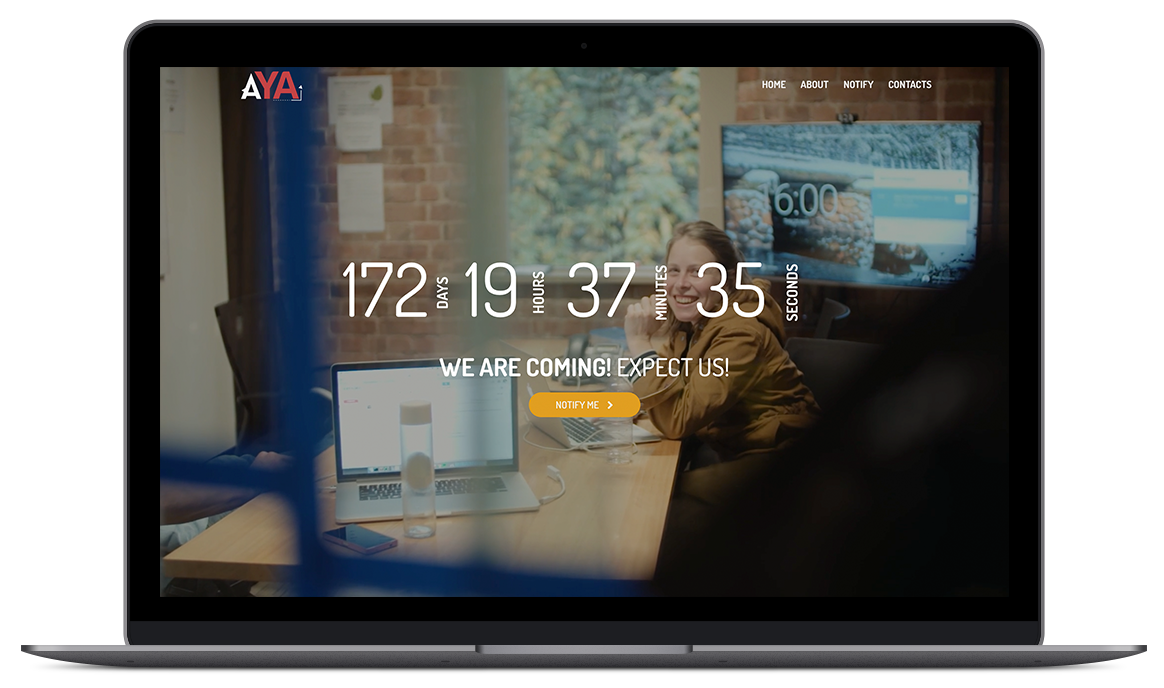 AYA
HOME ABOUT NOTIFY CONTACTS
16:00
172 DAYS 19 HOURS 37 MINUTES 35 SECONDS
WE ARE COMING! EXPECT US!
NOTIFY ME